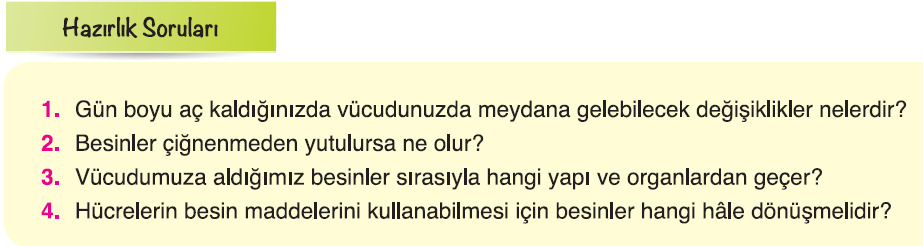 Hazırlık Soruları
1. Gün boyu aç kaldığınızda vücudunuzda meydana gelebilecek değişiklikler nelerdir?
2. Besinler çiğnenmeden yutulursa ne olur?
3. Vücudumuza aldığımız besinler sırasıyla hangi yapı ve organlardan geçer?
4. Hücrelerin besin maddelerini kullanabilmesi için besinler hangi hâle dönüşmelidir?